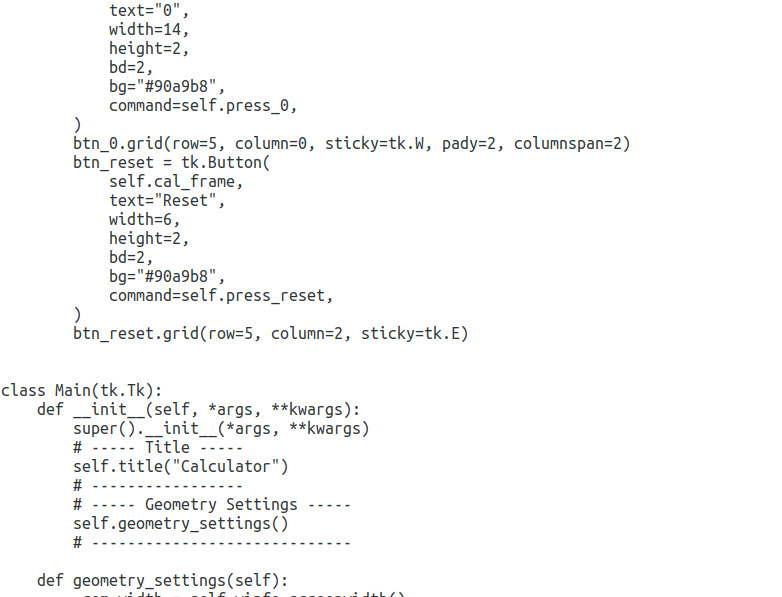 text="0",
            width=14,
            height=2,
            bd=2,
            bg="#90a9b8",
            command=self.press_0,
        )
        btn_0.grid(row=5, column=0, sticky=tk.W, pady=2, columnspan=2)
        btn_reset = tk.Button(
            self.cal_frame,
            text="Reset",
            width=6,
            height=2,
            bd=2,
            bg="#90a9b8",
            command=self.press_reset,
        )
        btn_reset.grid(row=5, column=2, sticky=tk.E)


class Main(tk.Tk):
    def __init__(self, *args, **kwargs):
        super().__init__(*args, **kwargs)
        # ----- Title -----
        self.title("Calculator")
        # -----------------
        # ----- Geometry Settings -----
        self.geometry_settings()
        # -----------------------------

    def geometry_settings(self):